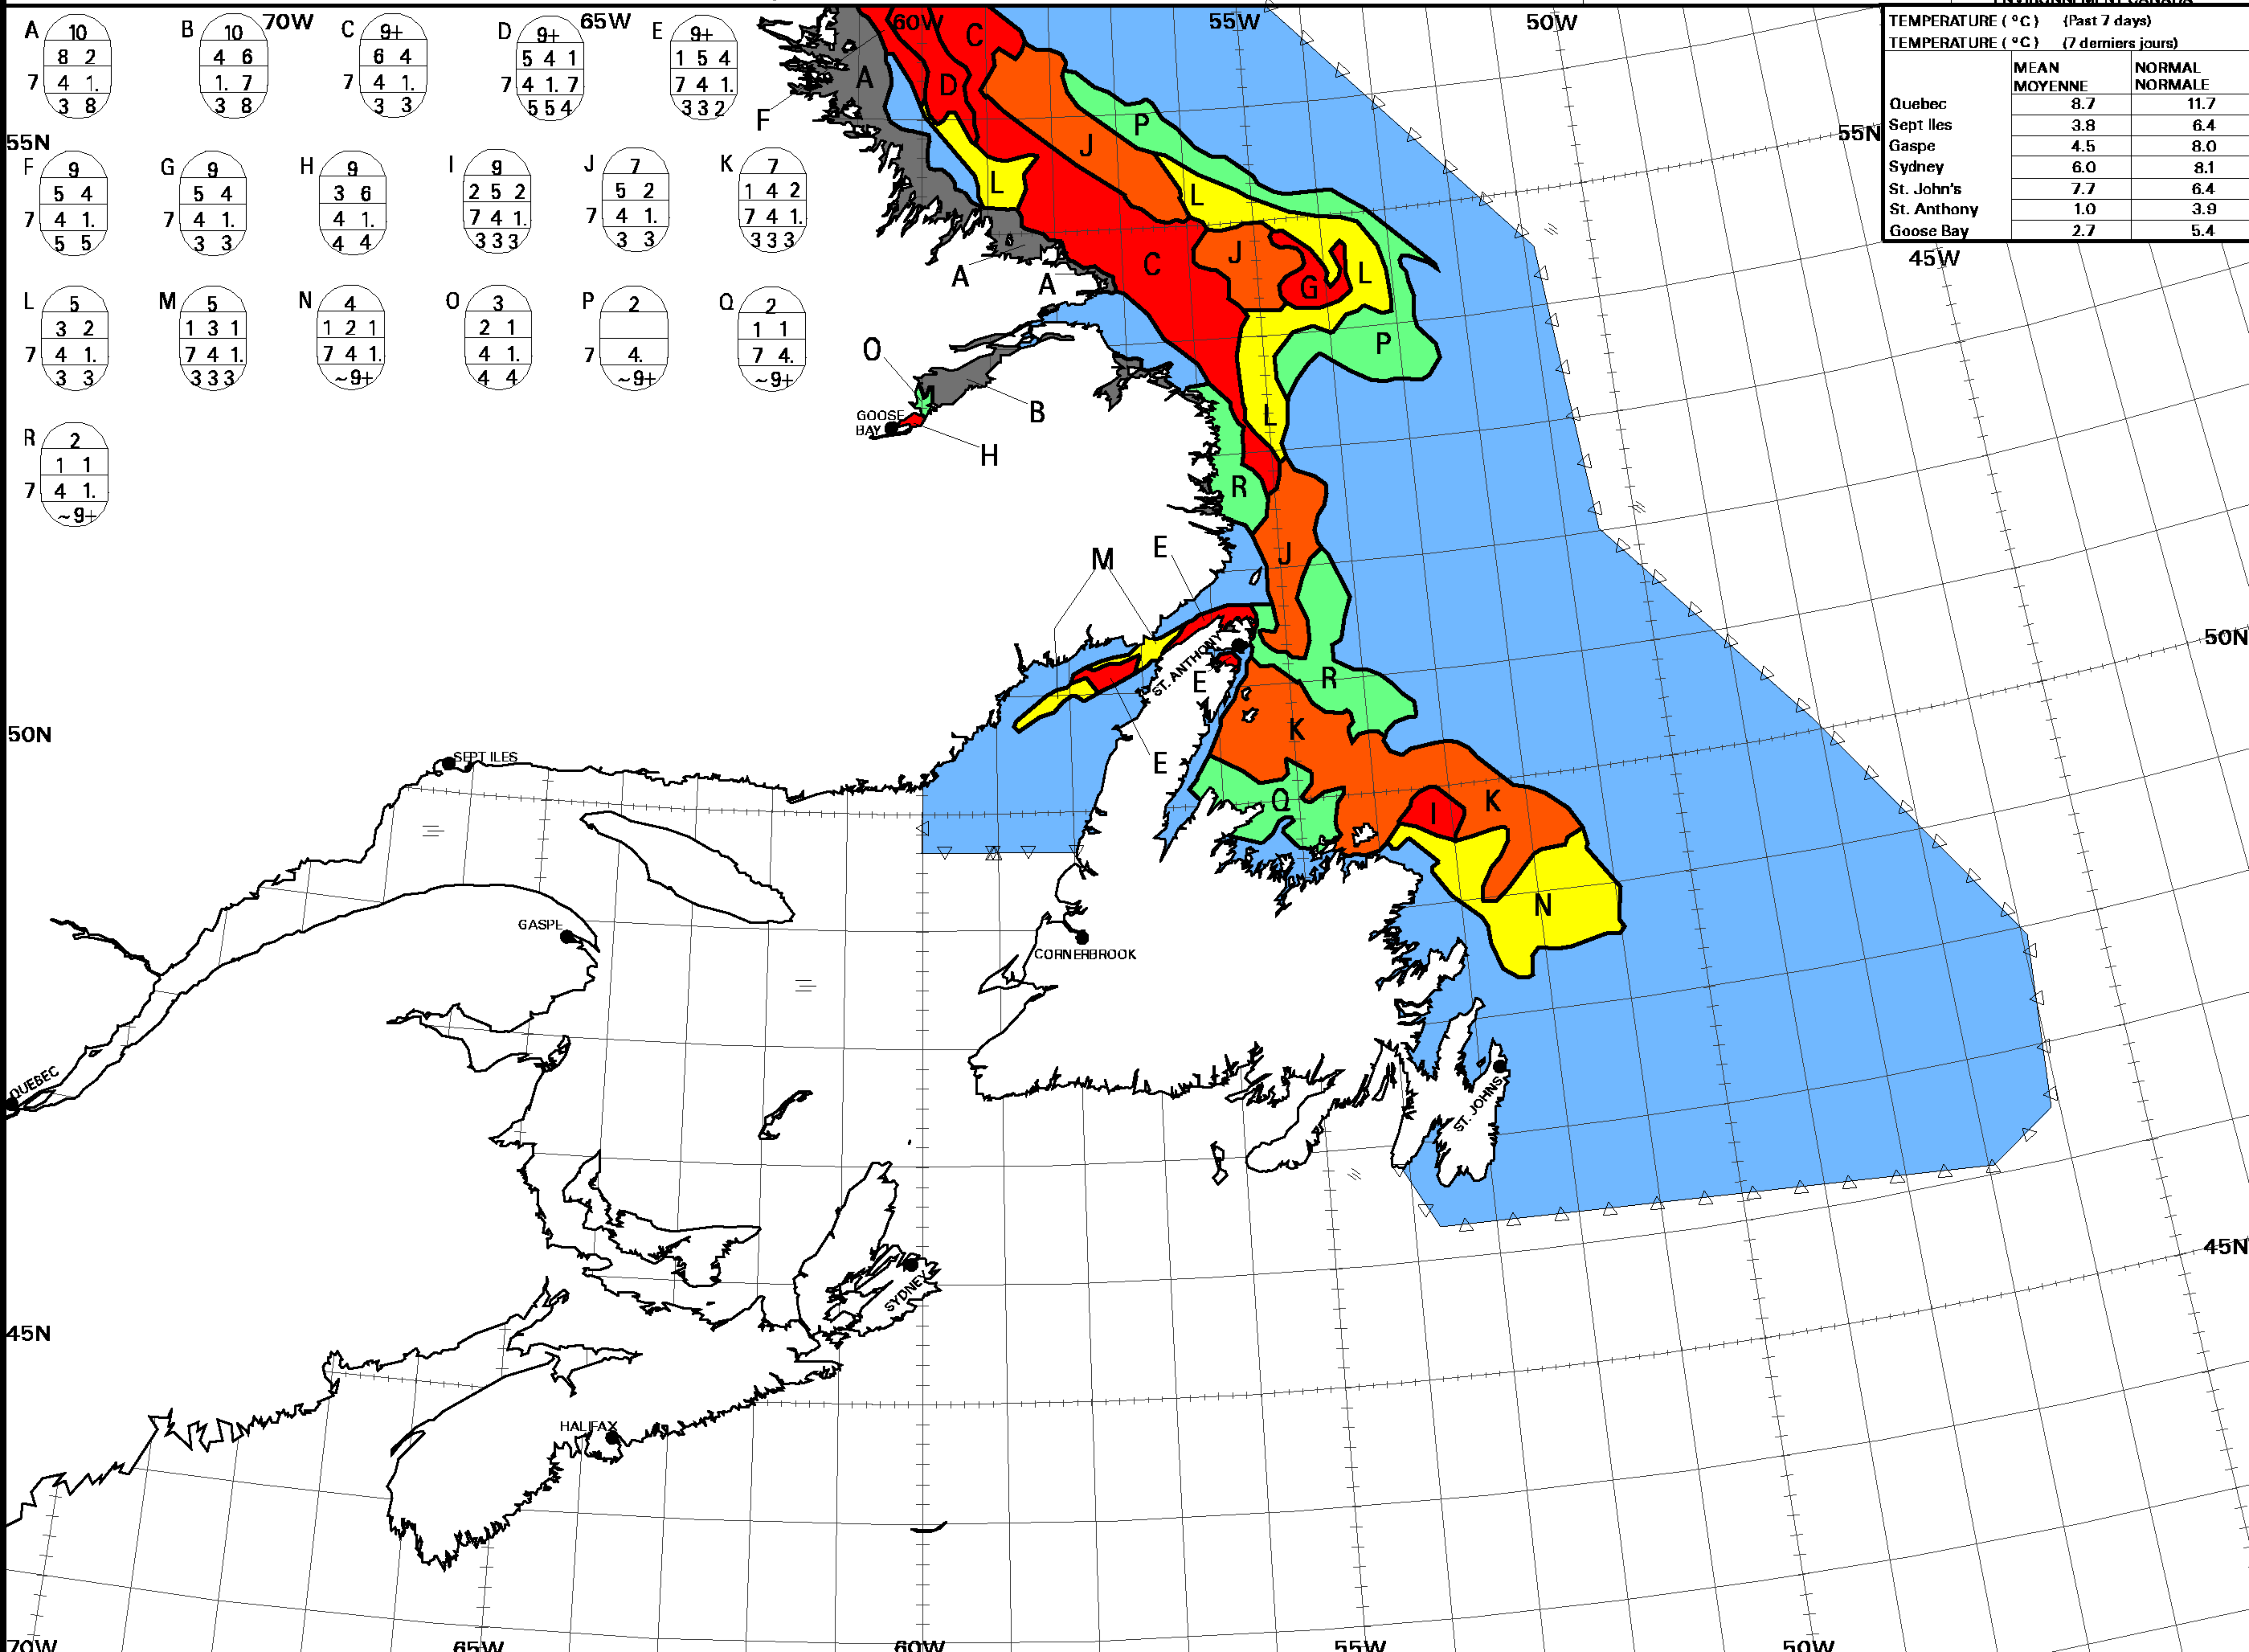 70W 65W 60W 55W 50W
A 10
8 2
7 4 1.
3 8
B 10
4 6
1. 7
3 8
C 9+
6 4
7 4 1.
3 3
D 9+
5 4 1
7 4 1. 7
5 5 4
E 9+
1 5 4
7 4 1.
3 3 2
F 9
5 4
7 4 1.
5 5
G 9
5 4
7 4 1.
3 3
H 9
3 6
4 1.
4 4
I 9
2 5 2
7 4 1.
3 3 3
J 7
5 2
7 4 1.
3 3
K 7
1 4 2
7 4 1.
3 3 3
L 5
3 2
7 4 1.
3 3
M 5
1 3 1
7 4 1.
3 3 3
N 4
1 2 1
7 4 1.
~9+
O 3
2 1
4 1.
4 4
P 2
7 4.
~9+
Q 2
1 1
7 4.
~9+
R 2
1 1
7 4 1.
~9+
ENVIRONNEMENT CANADA
TEMPERATURE ( °C ) (Past 7 days)
TEMPERATURE ( °C ) (7 derniers jours)
MEAN NORMAL
MOYENNE NORMALE
Quebec 8.7 11.7
Sept Iles 3.8 6.4
Gaspe 4.5 8.0
Sydney 6.0 8.1
St. John's 7.7 6.4
St. Anthony 1.0 3.9
Goose Bay 2.7 5.4
55N
55N
45W
C
A
D
F
P
J
L
L
C
J
L
G
A
A
P
O
B
L
GOOSE
BAY
H
R
E
M
J
ST. ANTHONY
E
R
50N
50N
K
E
SEPT ILES
Q
K
I
N
GASPE
CORNERBROOK
QUEBEC
ST. JOHNS
45N
SYDNEY
45N
HALIFAX
70W 65W 60W 55W 50W